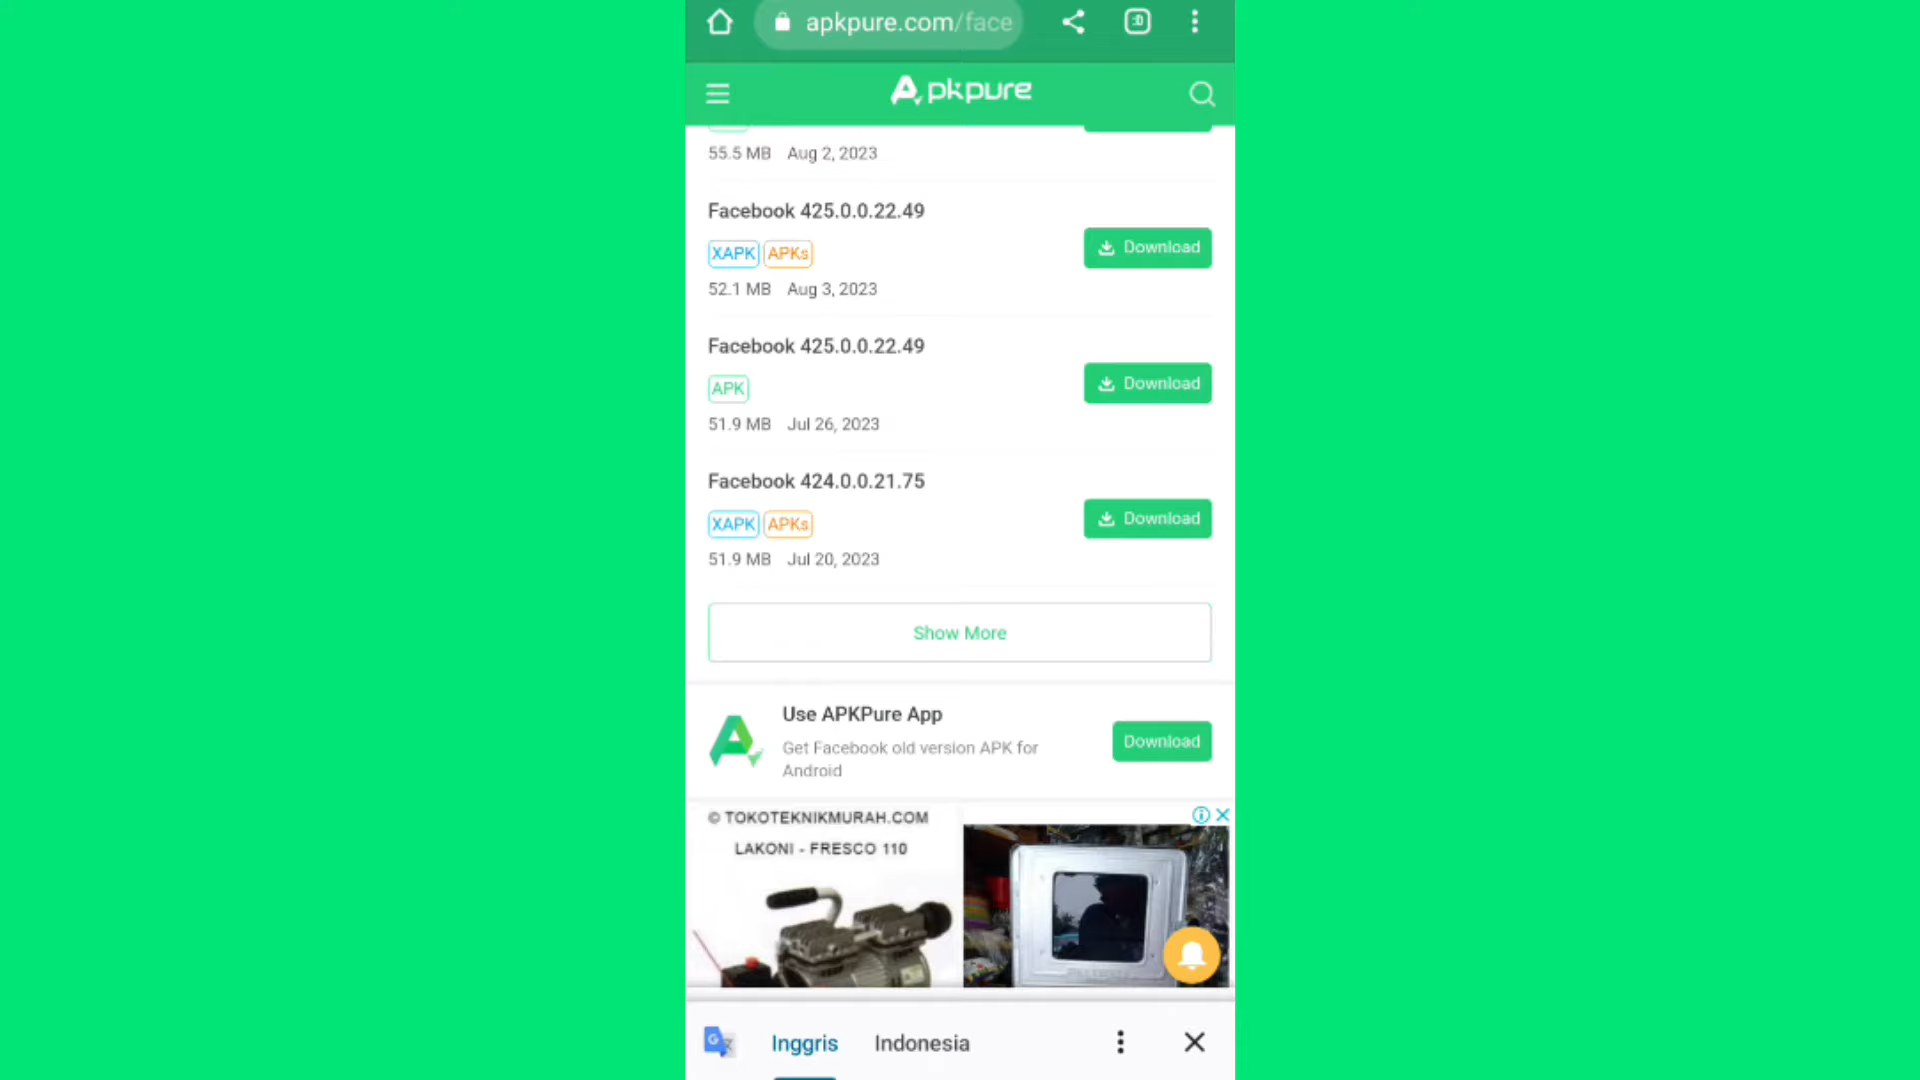 apkpure.com/face
:D
Apkpure
55.5 MB Aug 2, 2023
Facebook 425.0.0.22.49
XAPK APKs
Download
52.1 MB Aug 3, 2023
Facebook 425.0.0.22.49
APK
Download
51.9 MB Jul 26, 2023
Facebook 424.0.0.21.75
XAPK APKs
Download
51.9 MB Jul 20, 2023
Show More
Use APKPure App
Get Facebook old version APK for
Android
Download
© TOKOTEKNIKMURAH.COM
LAKONI - FRESCO 110
G
Inggris Indonesia